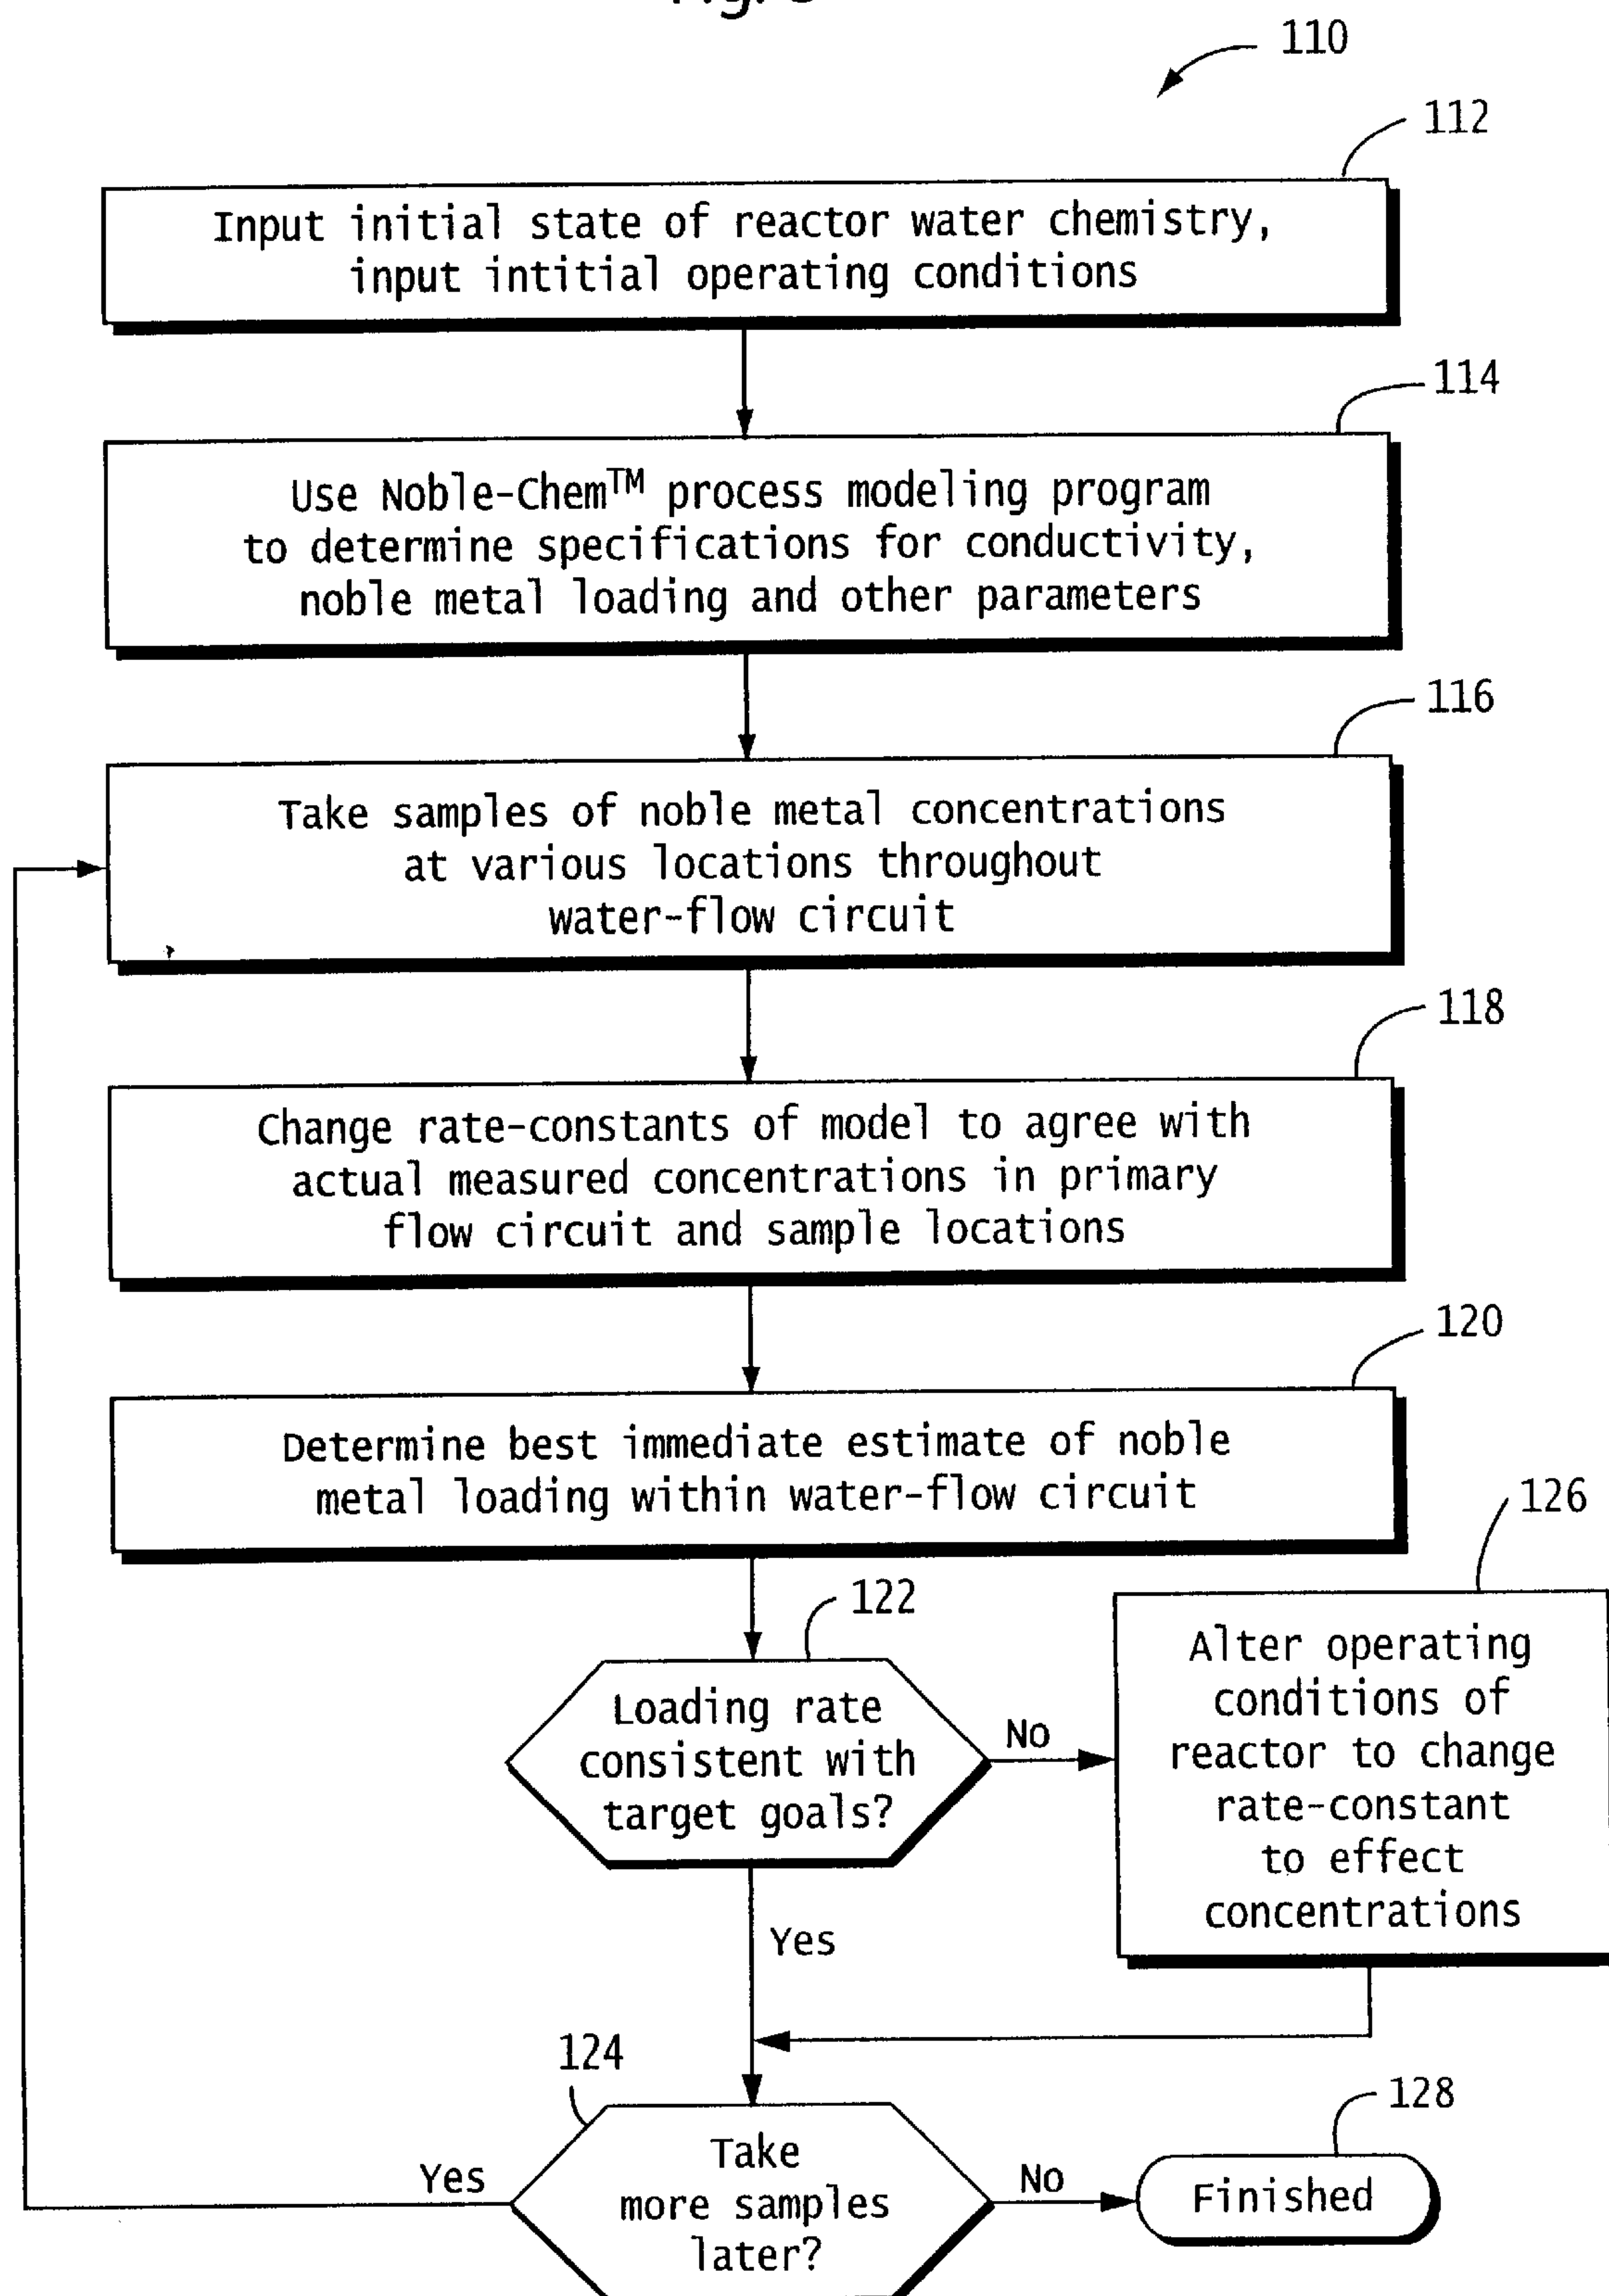 110
112
Input initial state of reactor water chemistry,
input intitial operating conditions
114
Use Noble-Chem™ process modeling program
to determine specifications for conductivity,
noble metal loading and other parameters
116
Take samples of noble metal concentrations
at various locations throughout
water-flow circuit
118
Change rate-constants of model to agree with
actual measured concentrations in primary
flow circuit and sample locations
120
Determine best immediate estimate of noble
metal loading within water-flow circuit
122
Loading rate
consistent with
target goals?
No
126
Alter operating
conditions of
reactor to change
rate-constant
to effect
concentrations
Yes
124
Take
more samples
later?
Yes
No
128
Finished